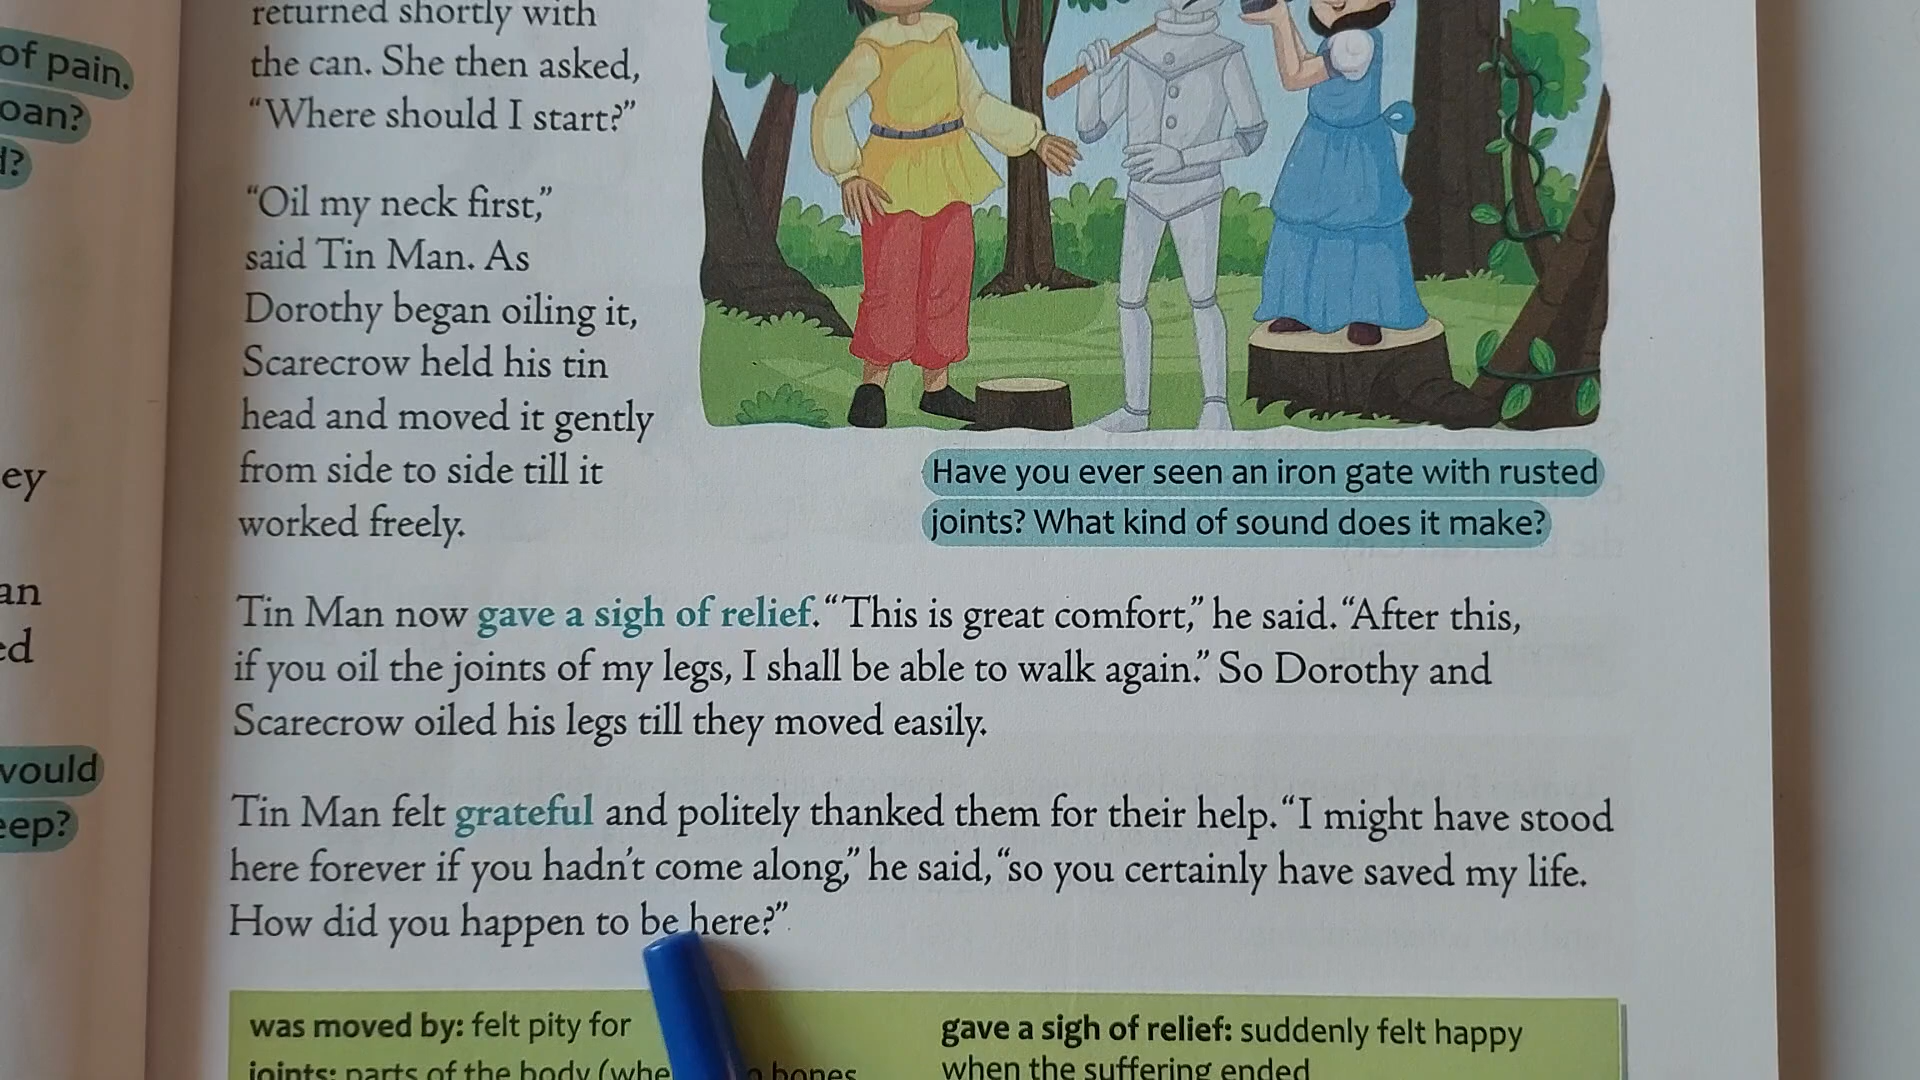 of pain.
oan?
d?
ey
an
ed
would
eep?
returned shortly with
the can. She then asked,
“Where should I start?”
“Oil my neck first,”
said Tin Man. As
Dorothy began oiling it,
Scarecrow held his tin
head and moved it gently
from side to side till it
worked freely.
Have you ever seen an iron gate with rusted
joints? What kind of sound does it make?
Tin Man now gave a sigh of relief. “This is great comfort,” he said. “After this,
if you oil the joints of my legs, I shall be able to walk again.” So Dorothy and
Scarecrow oiled his legs till they moved easily.
Tin Man felt grateful and politely thanked them for their help. “I might have stood
here forever if you hadn’t come along,” he said, “so you certainly have saved my life.
How did you happen to be here?”
was moved by: felt pity for
joints: parts of the body (whe bones
gave a sigh of relief: suddenly felt happy
when the suffering ended